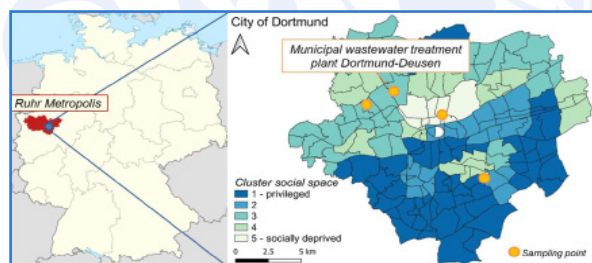 City of Dortmund
Municipal wastewater treatment
plant Dortmund-Deusen
Ruhr Metropolis
Cluster social space
1 - privileged
2
3
4
5 - socially deprived
0 2.5 5 km
Sampling point